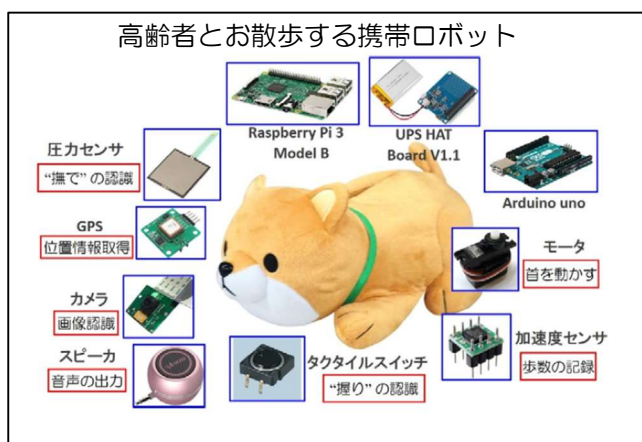 高齢者とお散歩する携帯ロボット
Raspberry Pi 3
Model B
UPS HAT
Board V1.1
Arduino uno
圧力センサ
“撫で” の認識
GPS
位置情報取得
カメラ
画像認識
スピーカ
音声の出力
タクタイルスイッチ
“握り” の認識
モータ
首を動かす
加速度センサ
歩数の記録